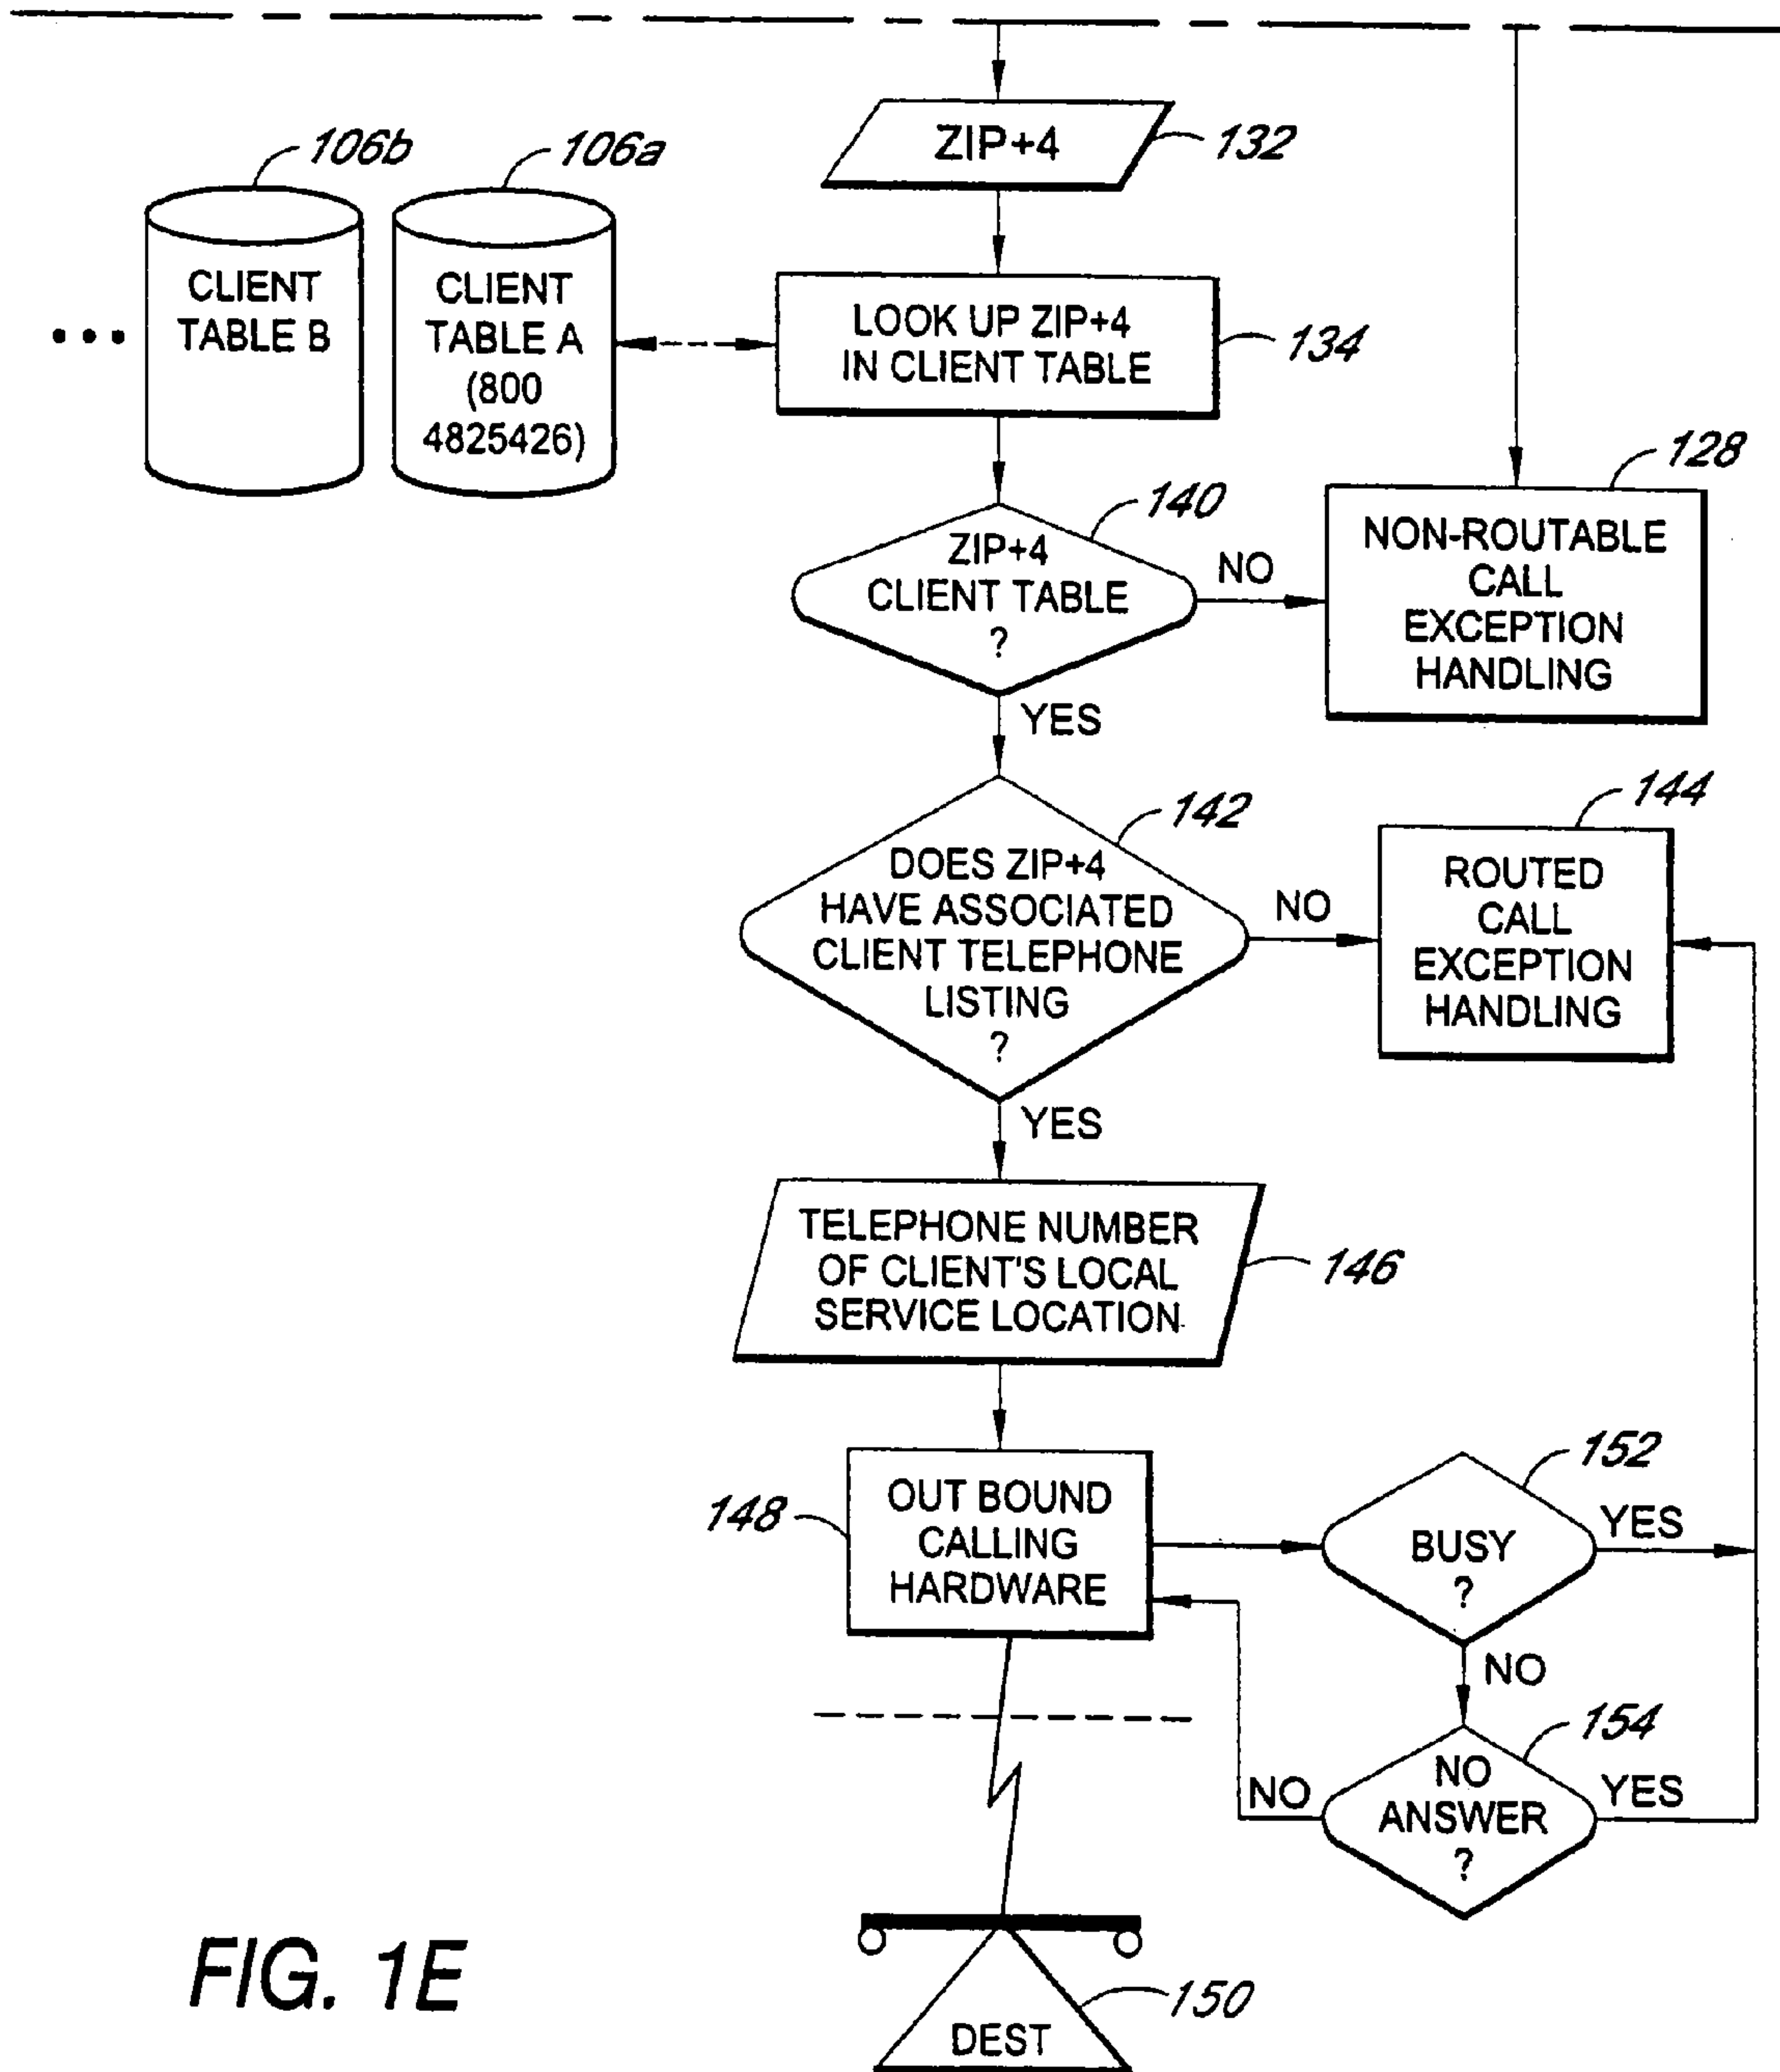 ZIP+4
132
106b
106a
CLIENT
TABLE B
CLIENT
TABLE A
(800
4825426)
LOOK UP ZIP+4
IN CLIENT TABLE
134
128
NON-ROUTABLE
CALL
EXCEPTION
HANDLING
140
ZIP+4
CLIENT TABLE
?
NO
YES
142
DOES ZIP+4
HAVE ASSOCIATED
CLIENT TELEPHONE
LISTING
?
NO
144
ROUTED
CALL
EXCEPTION
HANDLING
YES
TELEPHONE NUMBER
OF CLIENT'S LOCAL
SERVICE LOCATION
146
148
OUT BOUND
CALLING
HARDWARE
152
BUSY
?
YES
NO
154
NO
ANSWER
?
NO
YES
FIG. 1E
150
DEST